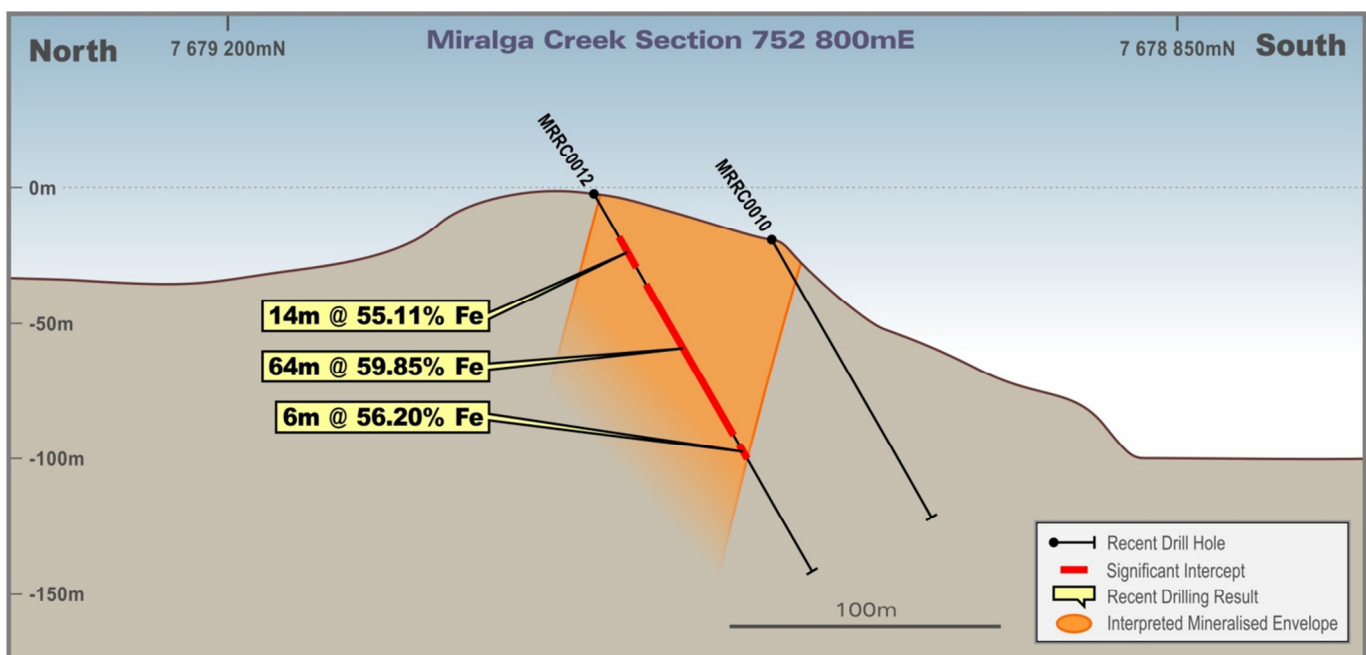 North
7 679 200mN
Miralga Creek Section 752 800mE
7 678 850mN
South
MRRC0012
MRRC0010
0m
-50m
-100m
-150m
14m @ 55.11% Fe
64m @ 59.85% Fe
6m @ 56.20% Fe
100m
Recent Drill Hole
Significant Intercept
Recent Drilling Result
Interpreted Mineralised Envelope